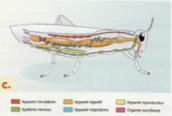 C.
Appareil circulatoire
Appareil digestif
Appareil reproducteur
Système nerveux
Appareil respiratoire
Organes excréteurs